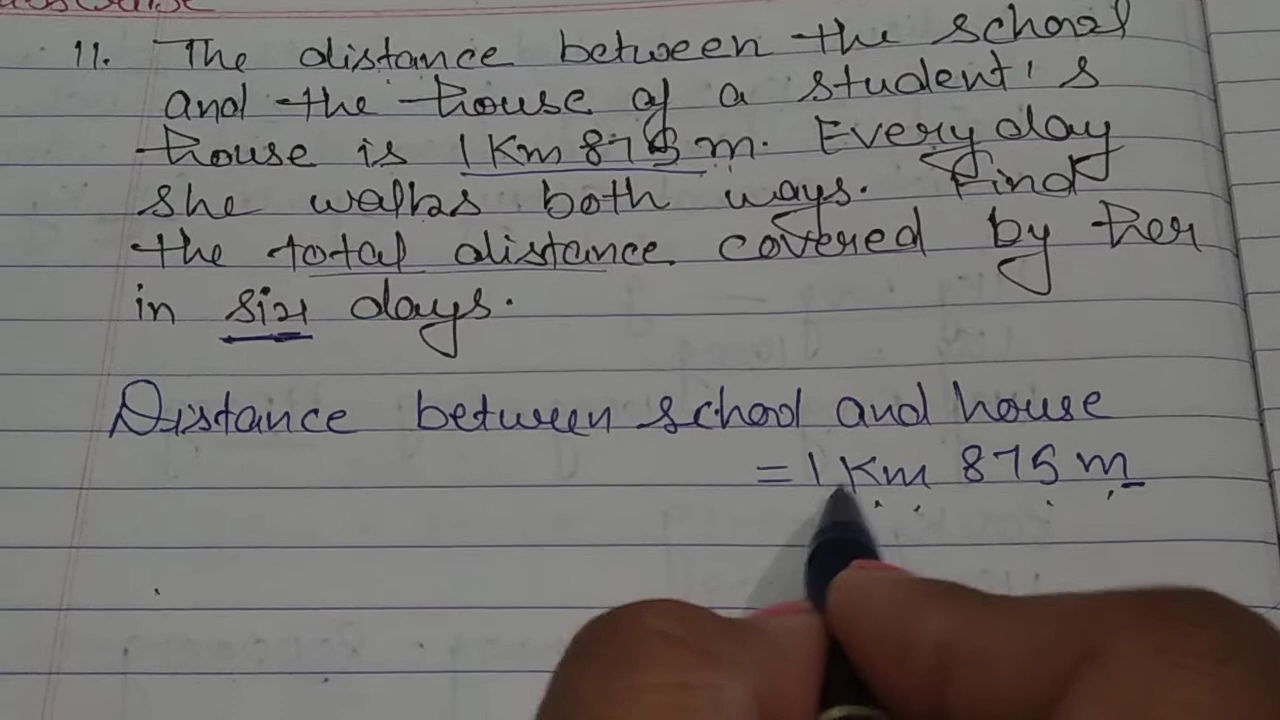 11. The distance between the school
and the house of a student's
house is 1 Km 875 m. Everyday
she walks both ways. Find
the total distance covered by her
in six days.
Distance between school and house
= 1 Km 875 m